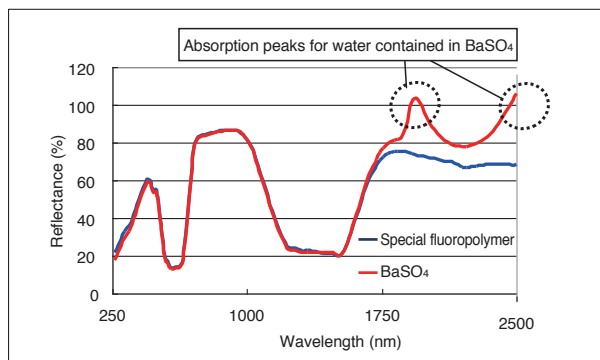 Absorption peaks for water contained in BaSO₄
120
100
80
60
40
20
0
Reflectance (%)
Special fluoropolymer
BaSO₄
250
1000
1750
2500
Wavelength (nm)